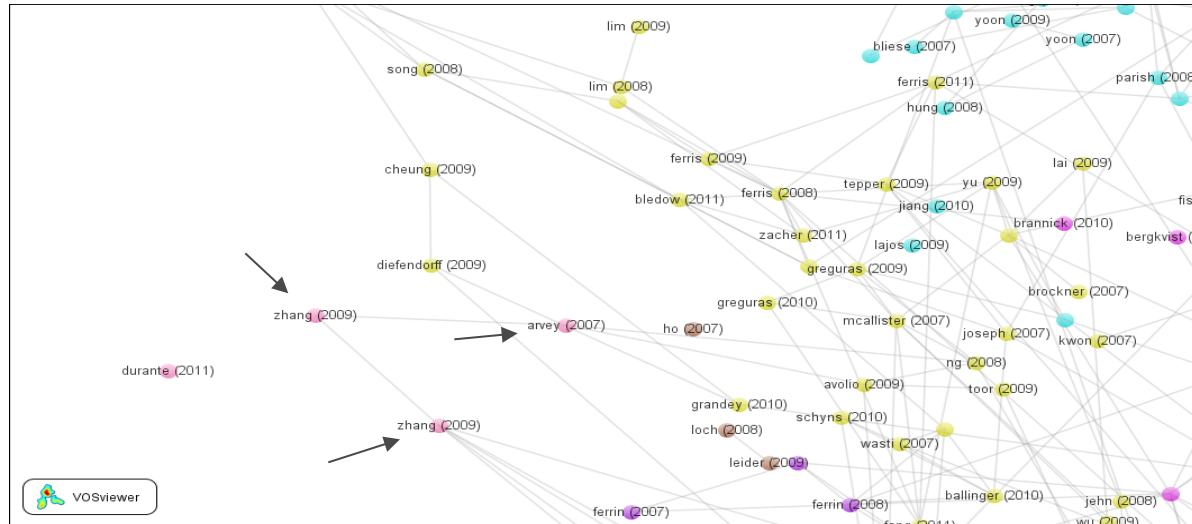 lim (2009)
yoon (2009)
yoon (2007)
bliese (2007)
song (2008)
parish (2008
lim (2008)
ferris (2011)
hung (2008)
ferris (2009)
lai (2009)
cheung (2009)
tepper (2009)
yu (2009)
bledow (2011)
ferris (2008)
jiang (2010)
fis
brannick (2010)
zacher (2011)
bergkvist (
lajos (2009)
diefendorff (2009)
greguras (2009)
brockner (2007)
greguras (2010)
zhang (2009)
arvey (2007)
ho (2007)
mcallister (2007)
joseph (2007)
kwon (2007)
ng (2008)
durante (2011)
avolio (2009)
toor (2009)
grandey (2010)
schyns (2010)
zhang (2009)
loch (2008)
wasti (2007)
leider (2009)
VOSviewer
ferrin (2007)
ferrin (2008)
ballinger (2010)
jehn (2008)
wu (2009)